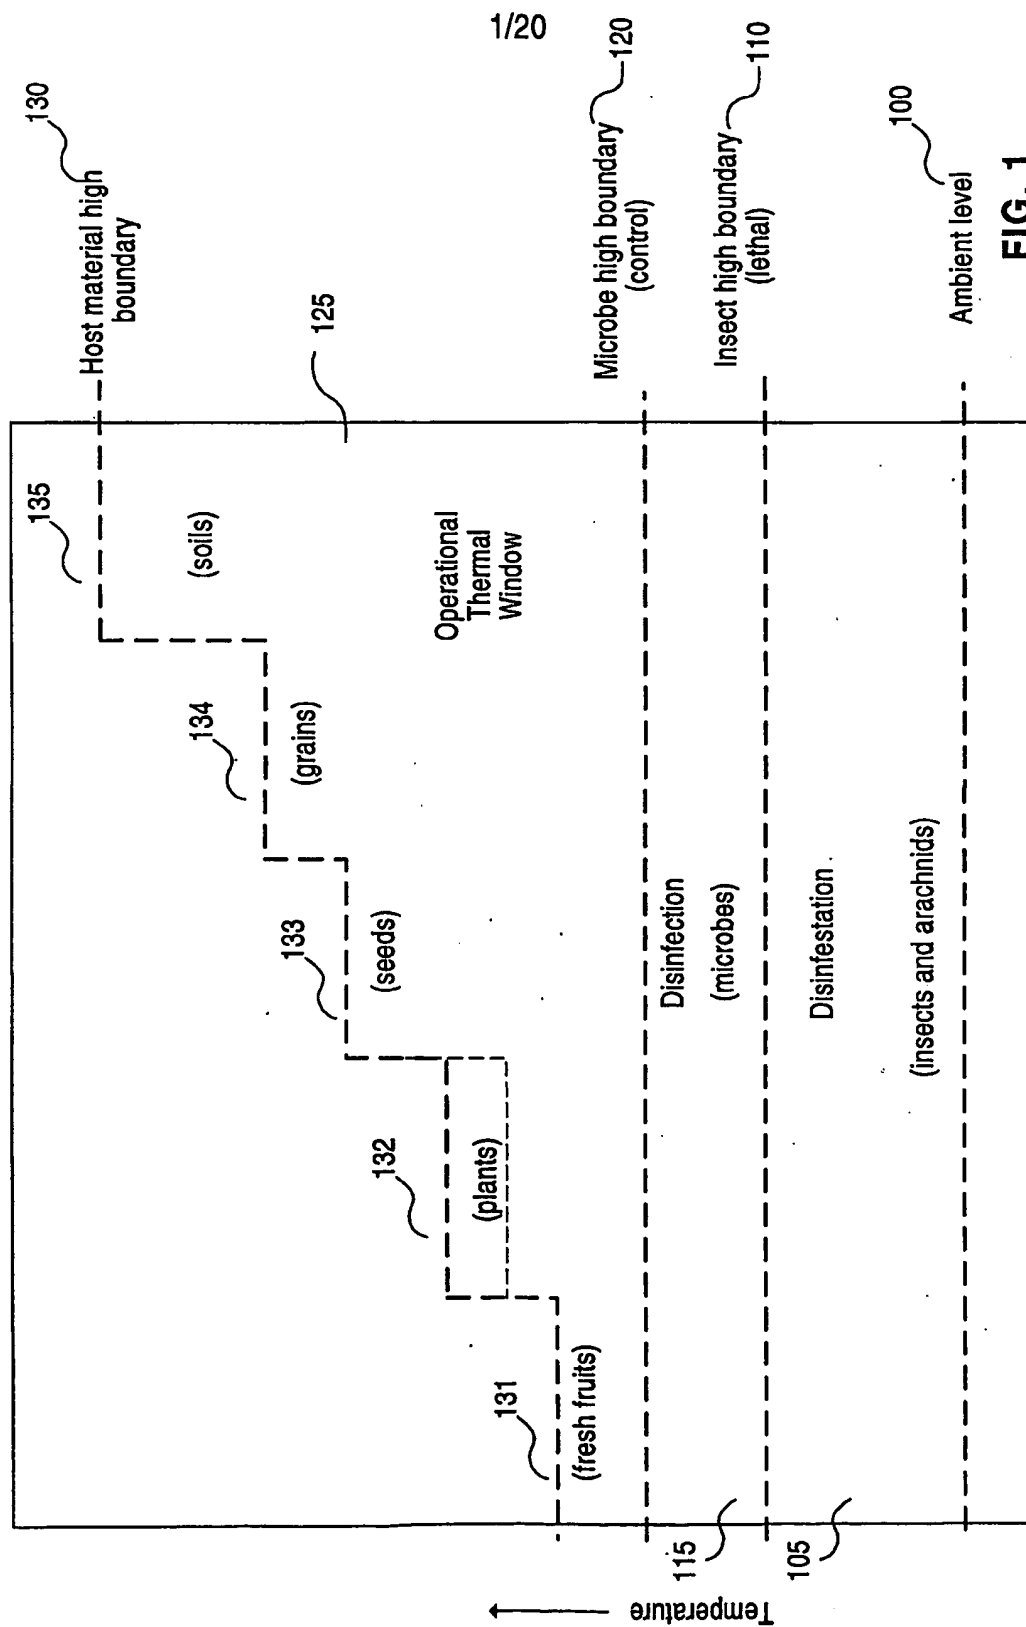 1/20
130
Host material high
boundary
125
Microbe high boundary
(control)
120
Insect high boundary
(lethal)
110
Ambient level
100
FIG. 1
135
(soils)
134
(grains)
133
(seeds)
132
(plants)
131
(fresh fruits)
Operational
Thermal
Window
Disinfection
(microbes)
115
Disinfestation
(insects and arachnids)
105
Temperature